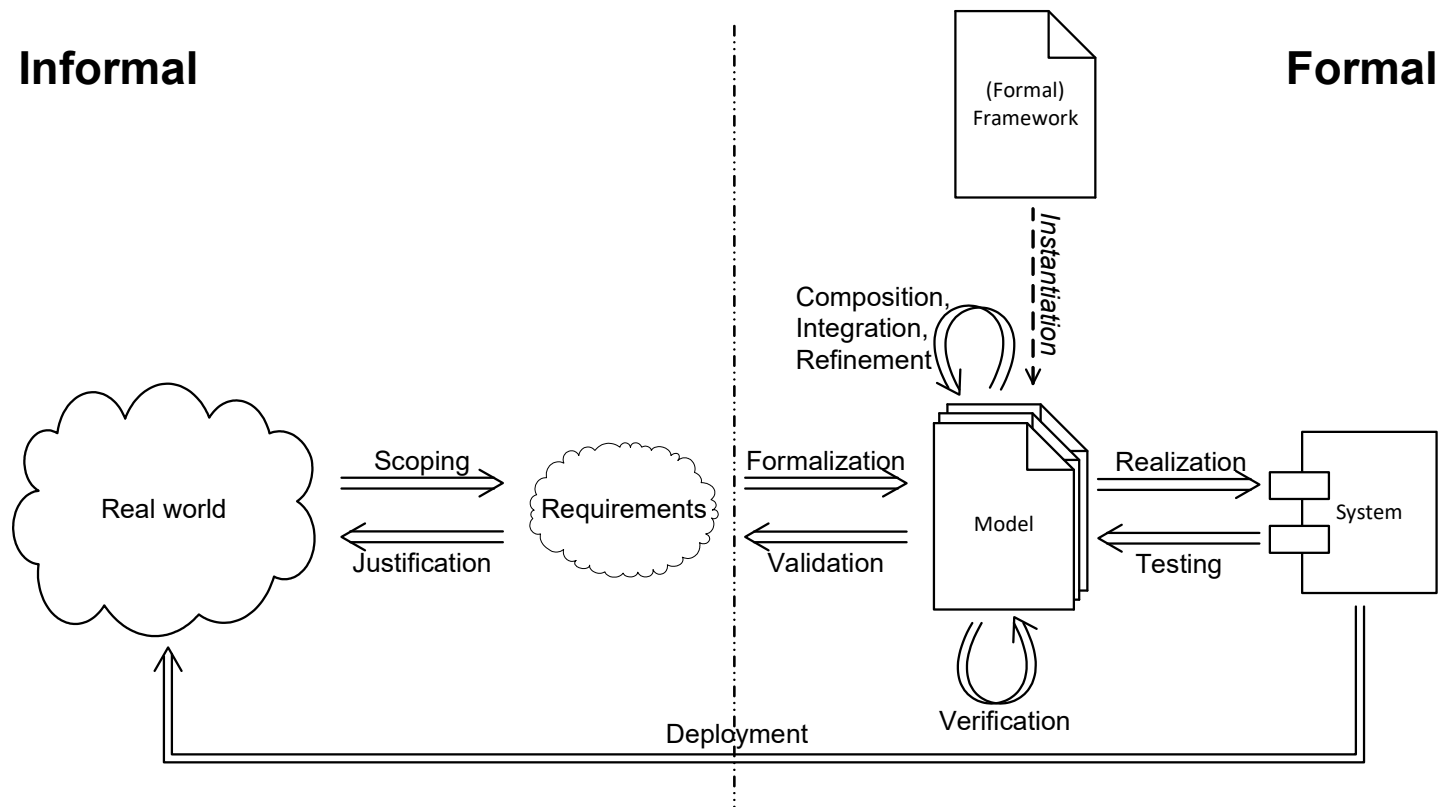 Informal
Formal
(Formal)
Framework
Instantiation
Composition,
Integration,
Refinement
Scoping
Formalization
Realization
Real world
Requirements
Model
System
Justification
Validation
Testing
Verification
Deployment